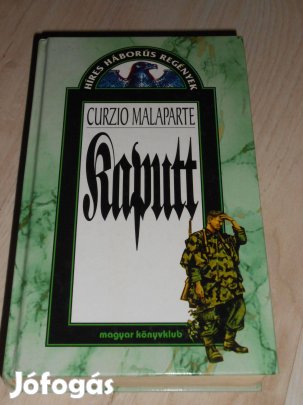 HÍRES HÁBORÚS REGÉNYEK
CURZIO MALAPARTE
Kaputt
magyar könyvklub
Jófogás